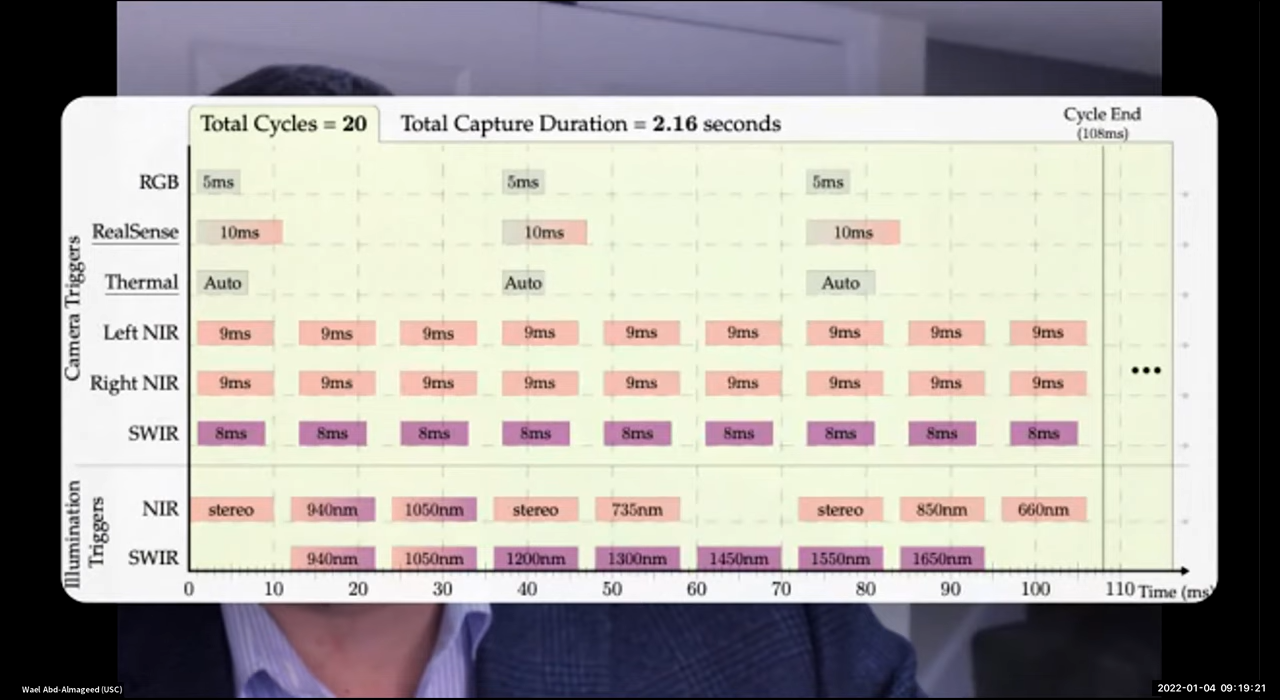 Total Cycles = 20 Total Capture Duration = 2.16 seconds
Cycle End
(108ms)
Camera Triggers
RGB 5ms 5ms 5ms
RealSense 10ms 10ms 10ms
Thermal Auto Auto Auto
Left NIR 9ms 9ms 9ms 9ms 9ms 9ms 9ms 9ms 9ms
Right NIR 9ms 9ms 9ms 9ms 9ms 9ms 9ms 9ms 9ms
•••
SWIR 8ms 8ms 8ms 8ms 8ms 8ms 8ms 8ms 8ms
Illumination
Triggers
NIR stereo 940nm 1050nm stereo 735nm stereo 850nm 660nm
SWIR 940nm 1050nm 1200nm 1300nm 1450nm 1550nm 1650nm
0 10 20 30 40 50 60 70 80 90 100 110 Time (ms)
Wael Abd-Almageed (USC)
2022-01-04 09:19:21